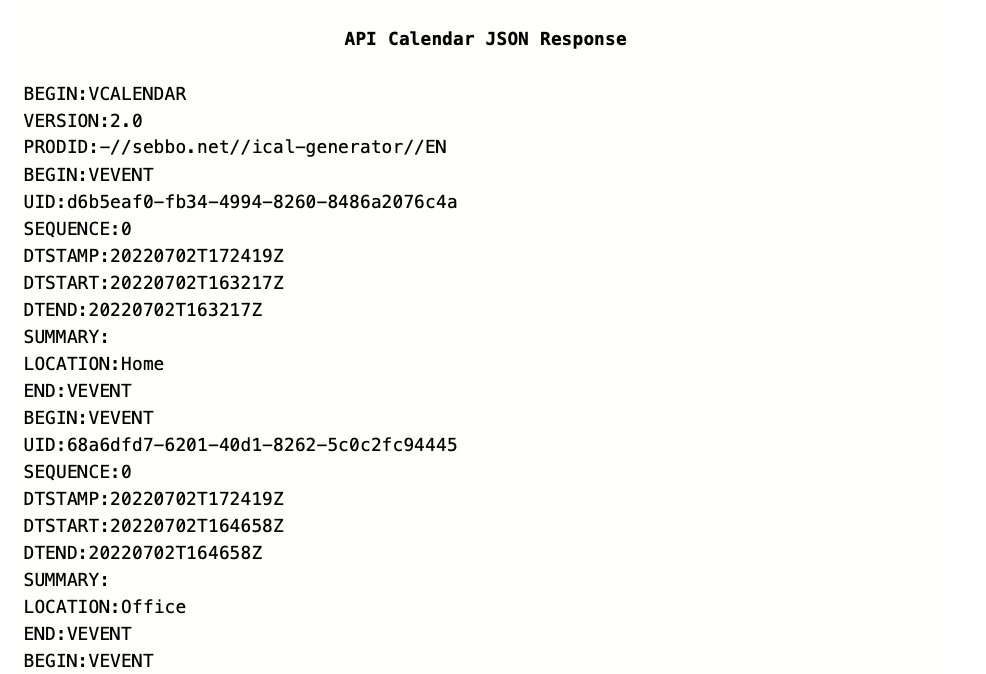 API Calendar JSON Response
BEGIN:VCALENDAR
VERSION:2.0
PRODID:-//sebbo.net//ical-generator//EN
BEGIN:VEVENT
UID:d6b5eaf0-fb34-4994-8260-8486a2076c4a
SEQUENCE:0
DTSTAMP:20220702T172419Z
DTSTART:20220702T163217Z
DTEND:20220702T163217Z
SUMMARY:
LOCATION:Home
END:VEVENT
BEGIN:VEVENT
UID:68a6dfd7-6201-40d1-8262-5c0c2fc94445
SEQUENCE:0
DTSTAMP:20220702T172419Z
DTSTART:20220702T164658Z
DTEND:20220702T164658Z
SUMMARY:
LOCATION:Office
END:VEVENT
BEGIN:VEVENT